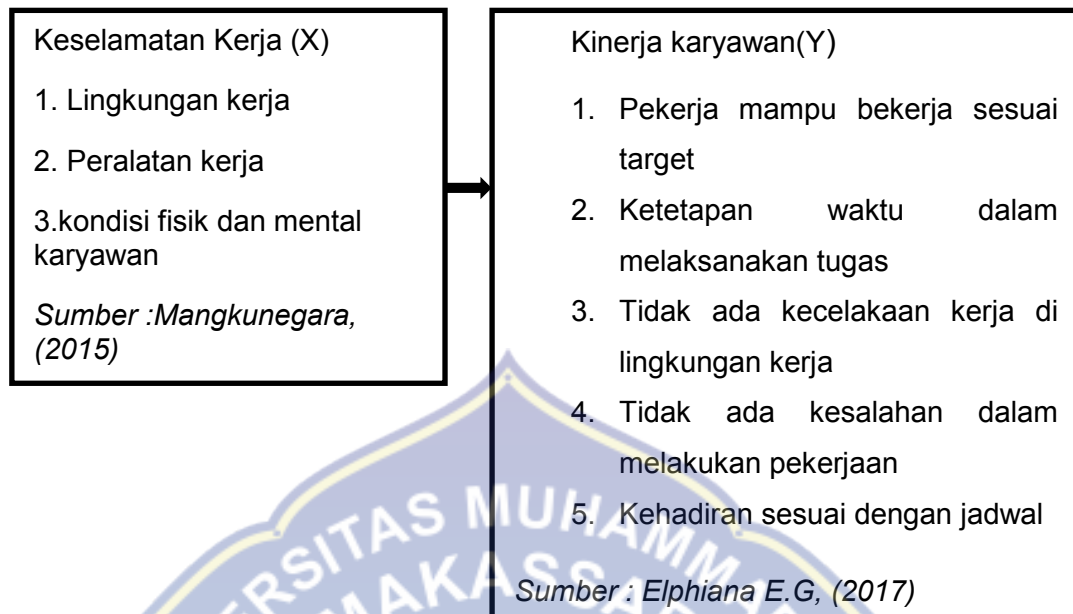 Keselamatan Kerja (X)
1. Lingkungan kerja
2. Peralatan kerja
3.kondisi fisik dan mental
karyawan
Sumber :Mangkunegara,
(2015)
Kinerja karyawan(Y)
1. Pekerja mampu bekerja sesuai
target
2. Ketetapan waktu dalam
melaksanakan tugas
3. Tidak ada kecelakaan kerja di
lingkungan kerja
4. Tidak ada kesalahan dalam
melakukan pekerjaan
5. Kehadiran sesuai dengan jadwal
Sumber : Elphiana E.G, (2017)